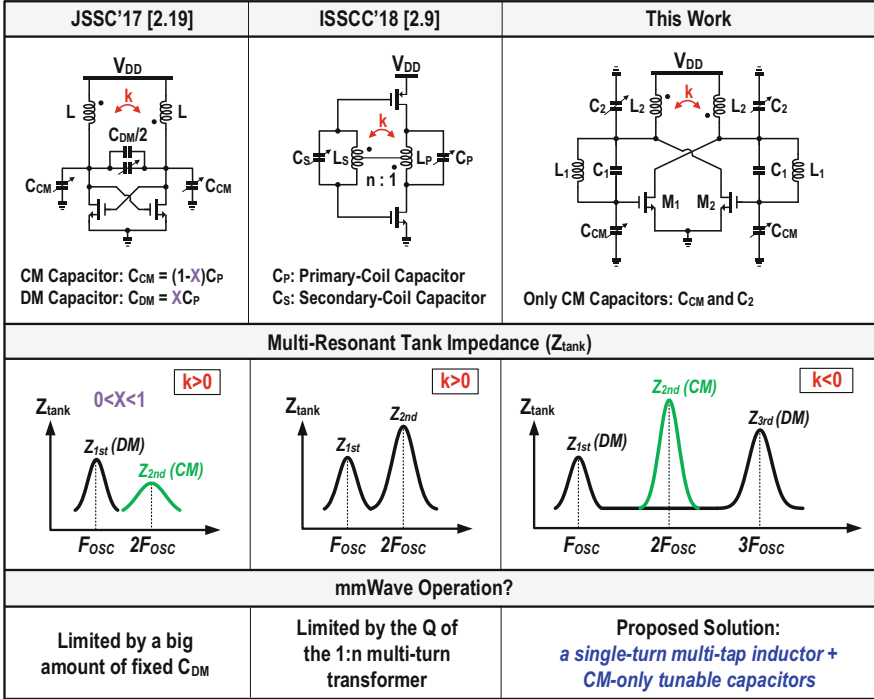 JSSC'17 [2.19]
ISSCC'18 [2.9]
This Work
VDD
L
k
L
CDM/2
CCM
CCM
CM Capacitor: CCM = (1-X)CP
DM Capacitor: CDM = XCP
VDD
k
CS
LS
LP
CP
n : 1
CP: Primary-Coil Capacitor
CS: Secondary-Coil Capacitor
VDD
C2
L2
k
L2
C2
L1
C1
C1
L1
M1
M2
CCM
CCM
Only CM Capacitors: CCM and C2
Multi-Resonant Tank Impedance (Ztank)
k>0
0<X<1
Ztank
Z1st (DM)
Z2nd (CM)
FOSC
2FOSC
k>0
Ztank
Z1st
Z2nd
FOSC
2FOSC
k<0
Ztank
Z2nd (CM)
Z1st (DM)
Z3rd (DM)
FOSC
2FOSC
3FOSC
mmWave Operation?
Limited by a big
amount of fixed CDM
Limited by the Q of
the 1:n multi-turn
transformer
Proposed Solution:
a single-turn multi-tap inductor +
CM-only tunable capacitors